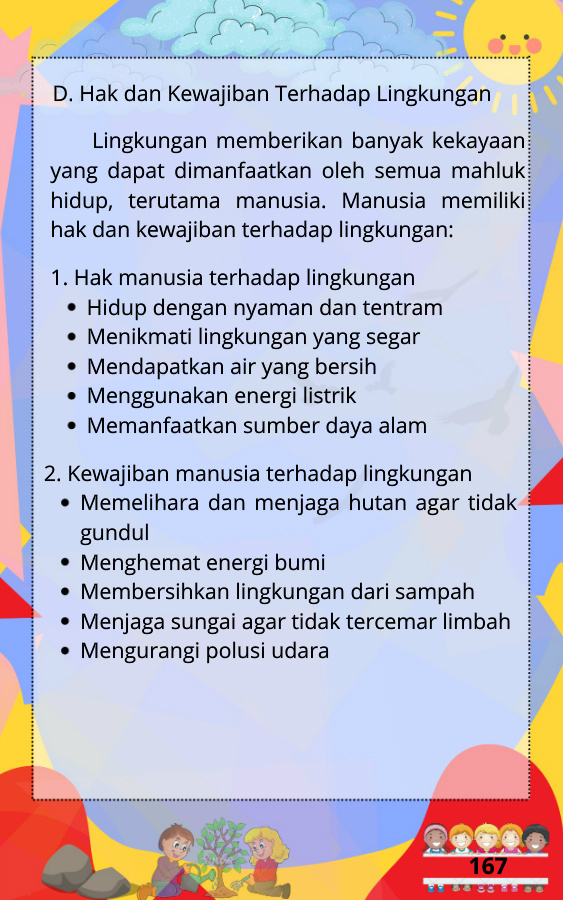 D. Hak dan Kewajiban Terhadap Lingkungan
Lingkungan memberikan banyak kekayaan
yang dapat dimanfaatkan oleh semua mahluk
hidup, terutama manusia. Manusia memiliki
hak dan kewajiban terhadap lingkungan:
1. Hak manusia terhadap lingkungan
• Hidup dengan nyaman dan tentram
• Menikmati lingkungan yang segar
• Mendapatkan air yang bersih
• Menggunakan energi listrik
• Memanfaatkan sumber daya alam
2. Kewajiban manusia terhadap lingkungan
• Memelihara dan menjaga hutan agar tidak
gundul
• Menghemat energi bumi
• Membersihkan lingkungan dari sampah
• Menjaga sungai agar tidak tercemar limbah
• Mengurangi polusi udara
167